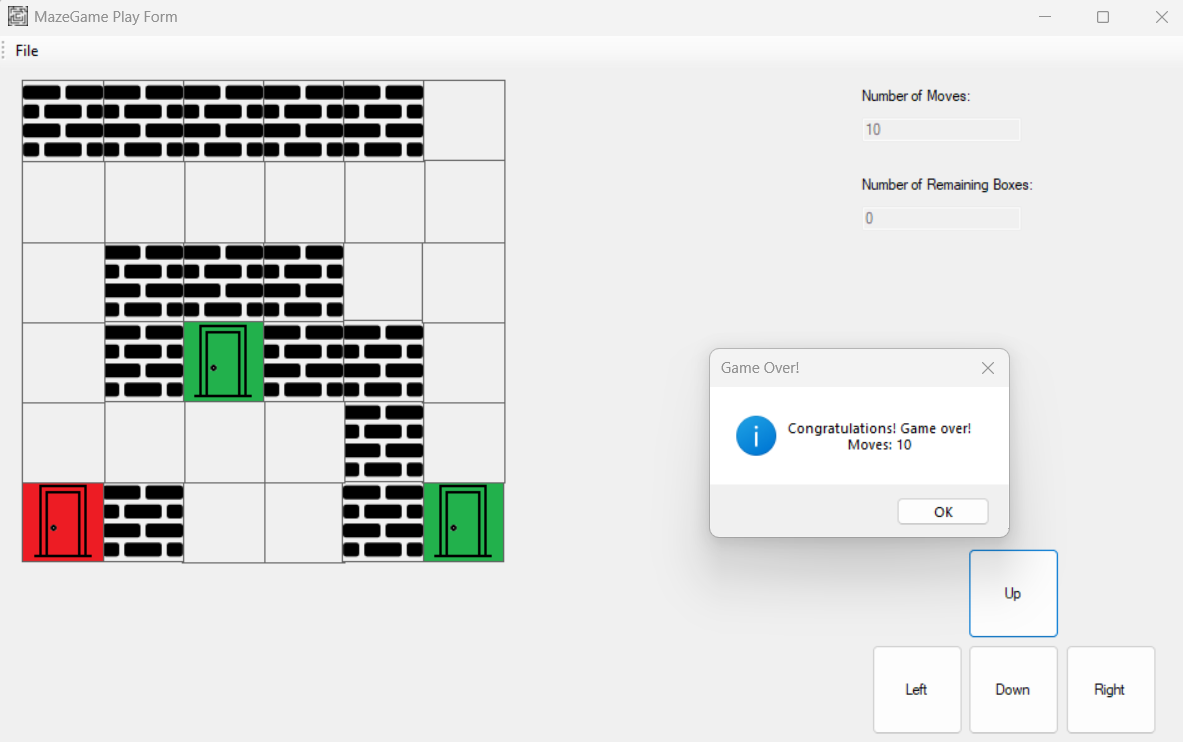 MazeGame Play Form
File
Number of Moves:
10
Number of Remaining Boxes:
0
Game Over!
Congratulations! Game over!
Moves: 10
OK
Up
Left
Down
Right